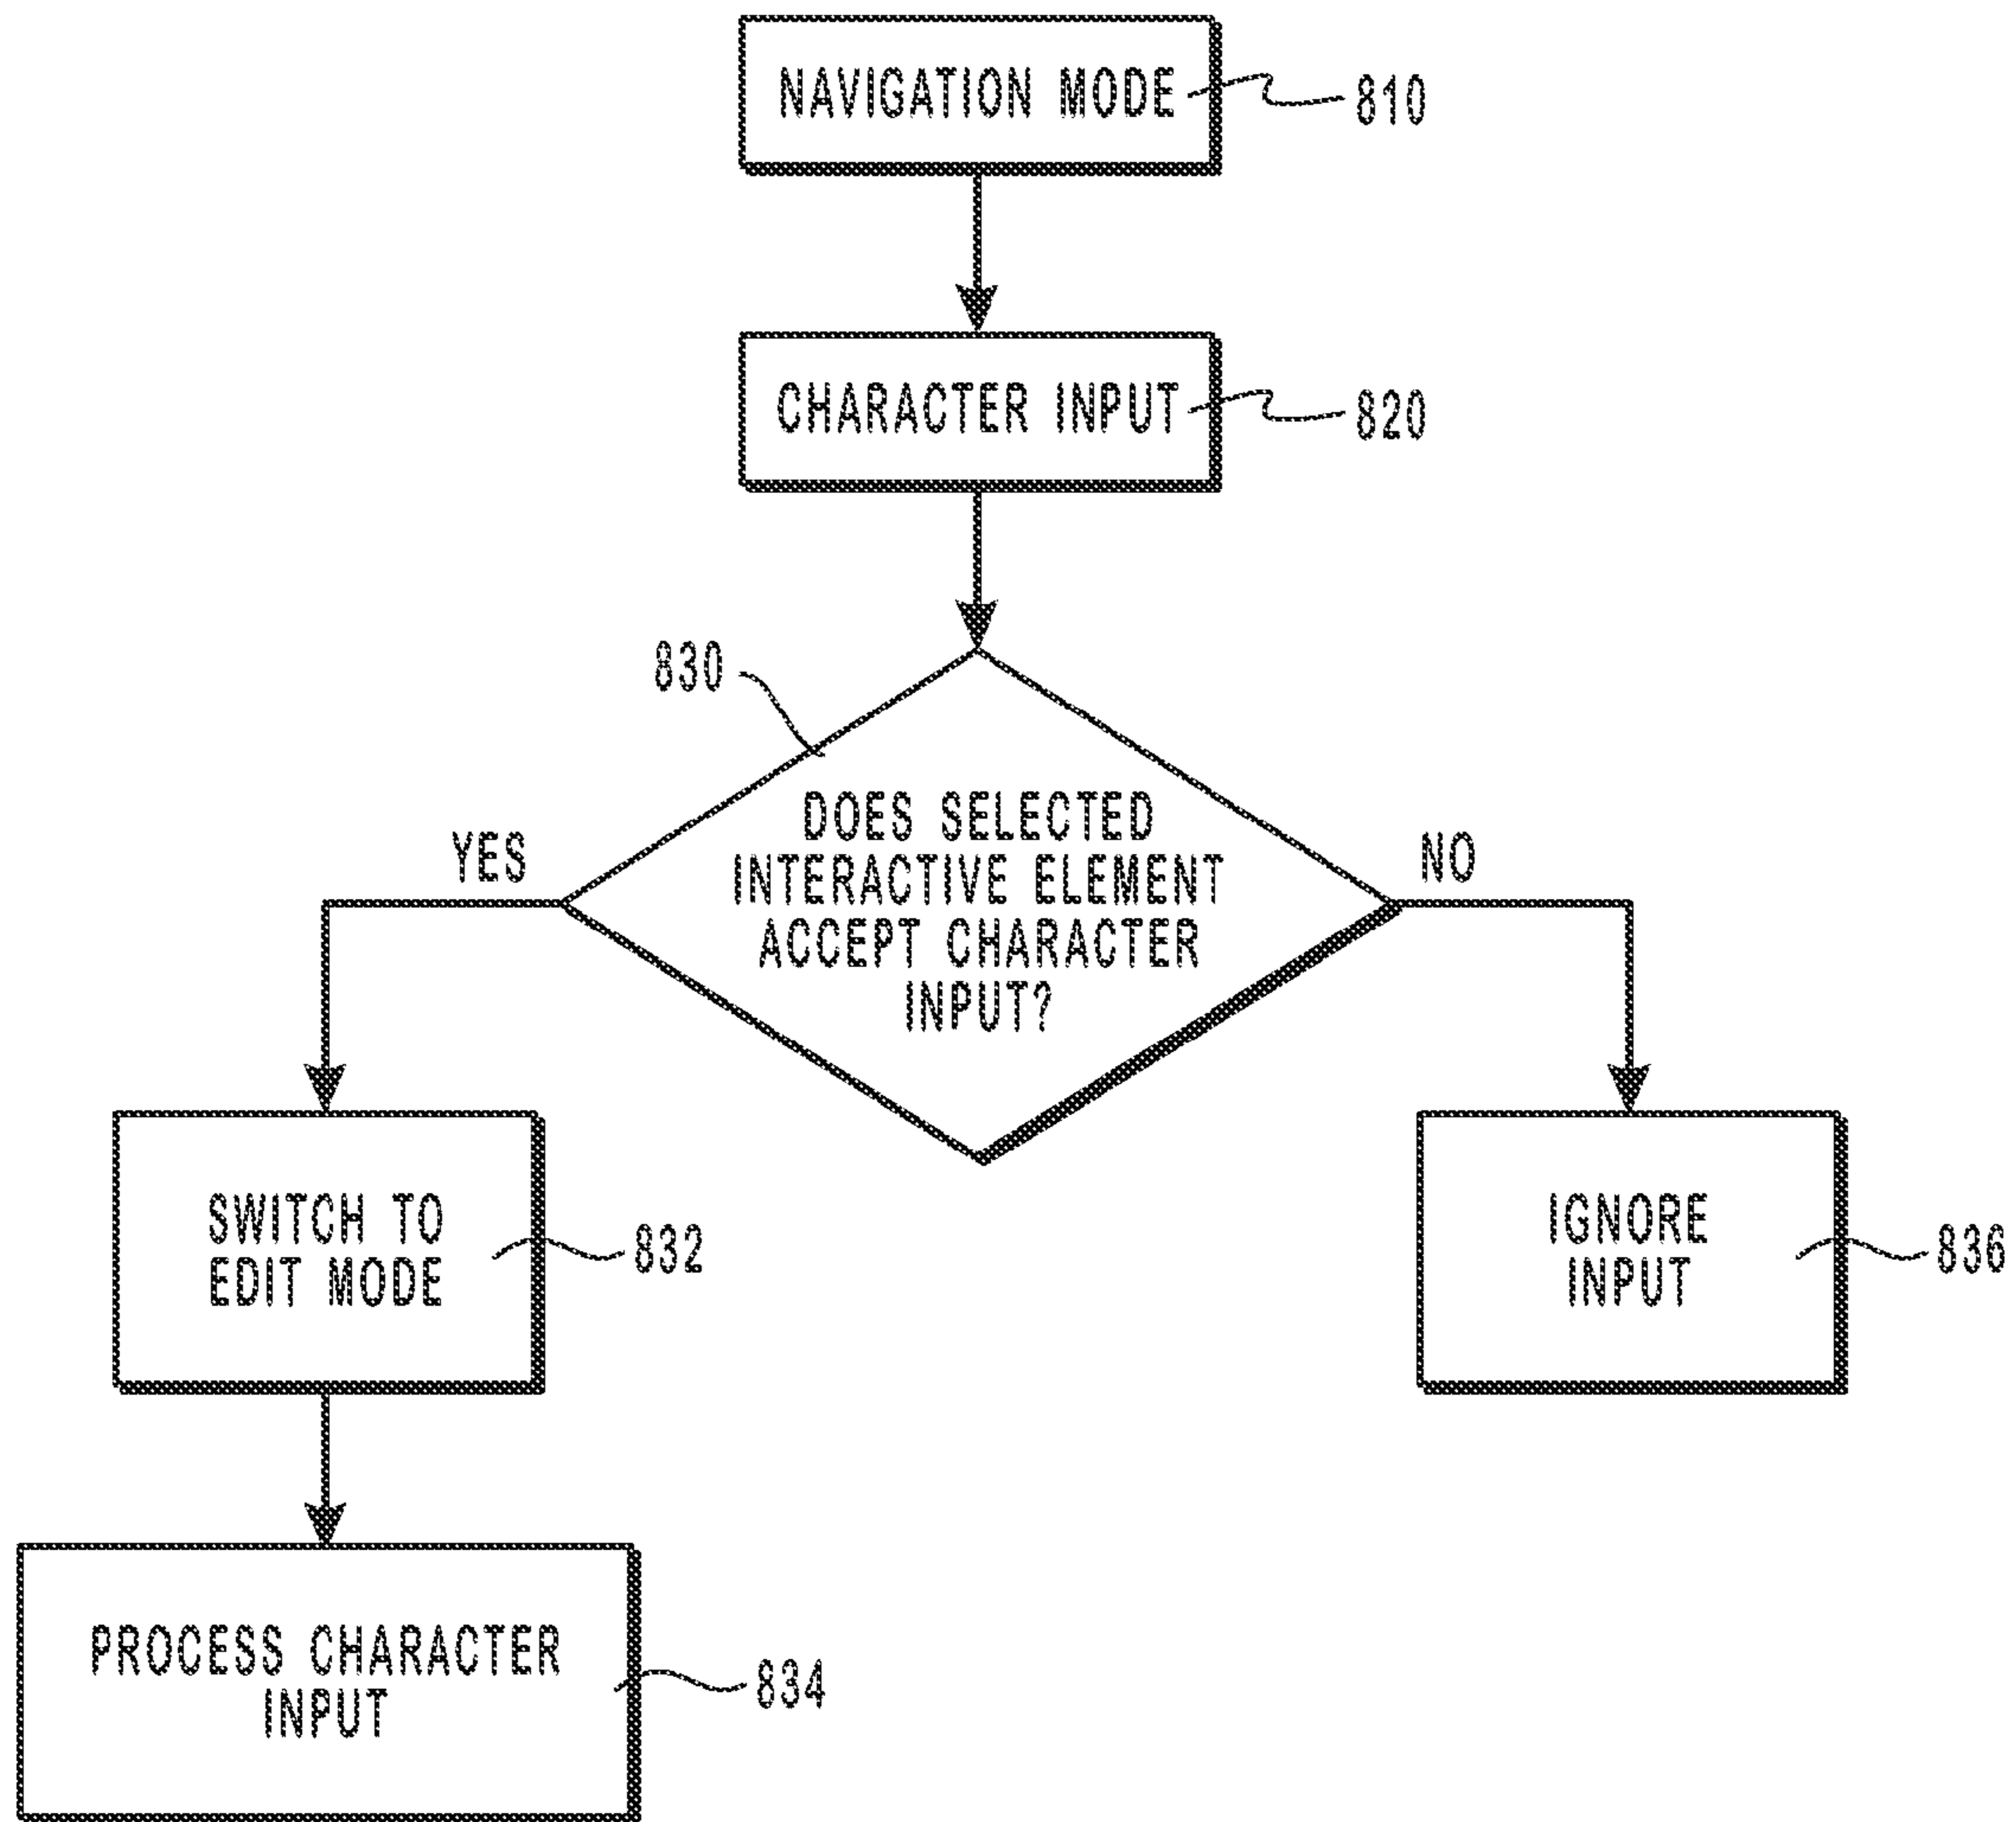 NAVIGATION MODE
810
CHARACTER INPUT
820
830
DOES SELECTED
INTERACTIVE ELEMENT
ACCEPT CHARACTER
INPUT?
YES
NO
SWITCH TO
EDIT MODE
832
IGNORE
INPUT
836
PROCESS CHARACTER
INPUT
834